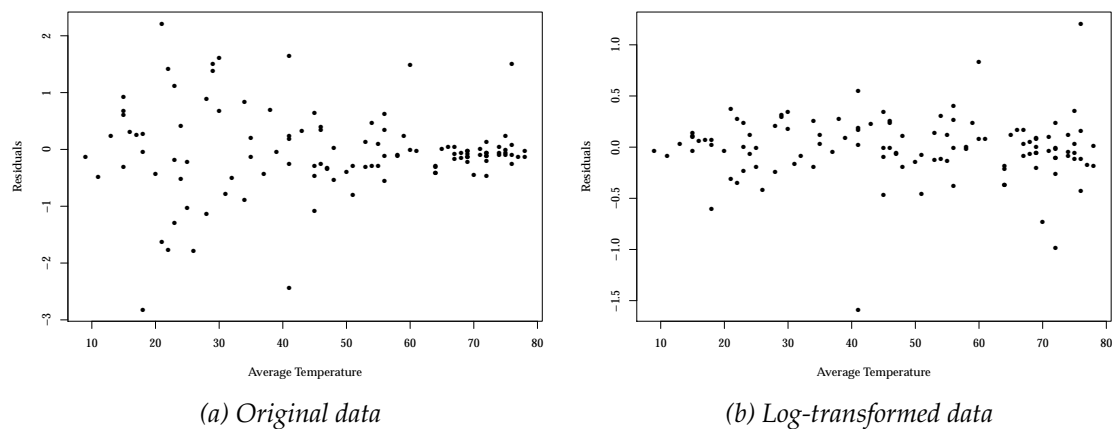 2
1
0
-1
-2
-3
Residuals
10 20 30 40 50 60 70 80
Average Temperature
(a) Original data
1.0
0.5
0.0
-0.5
-1.0
-1.5
Residuals
10 20 30 40 50 60 70 80
Average Temperature
(b) Log-transformed data